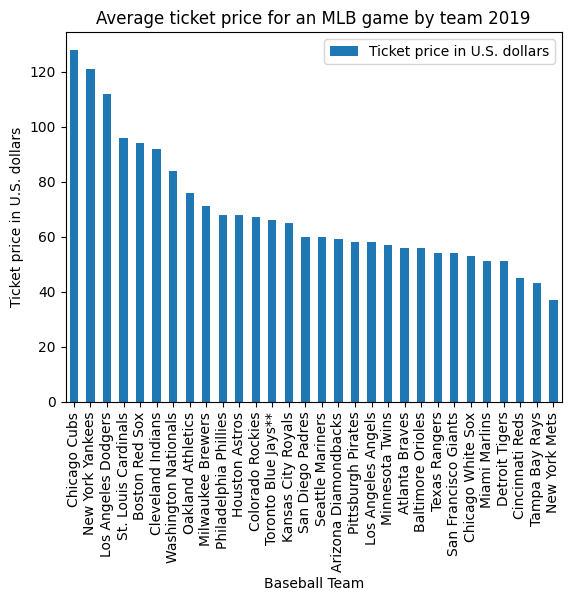 Average ticket price for an MLB game by team 2019
Ticket price in U.S. dollars
Ticket price in U.S. dollars
120
100
80
60
40
20
0
Chicago Cubs
New York Yankees
Los Angeles Dodgers
St. Louis Cardinals
Boston Red Sox
Cleveland Indians
Washington Nationals
Oakland Athletics
Milwaukee Brewers
Philadelphia Phillies
Houston Astros
Colorado Rockies
Toronto Blue Jays**
Kansas City Royals
San Diego Padres
Seattle Mariners
Arizona Diamondbacks
Pittsburgh Pirates
Los Angeles Angels
Minnesota Twins
Atlanta Braves
Baltimore Orioles
Texas Rangers
San Francisco Giants
Chicago White Sox
Miami Marlins
Detroit Tigers
Cincinnati Reds
Tampa Bay Rays
New York Mets
Baseball Team